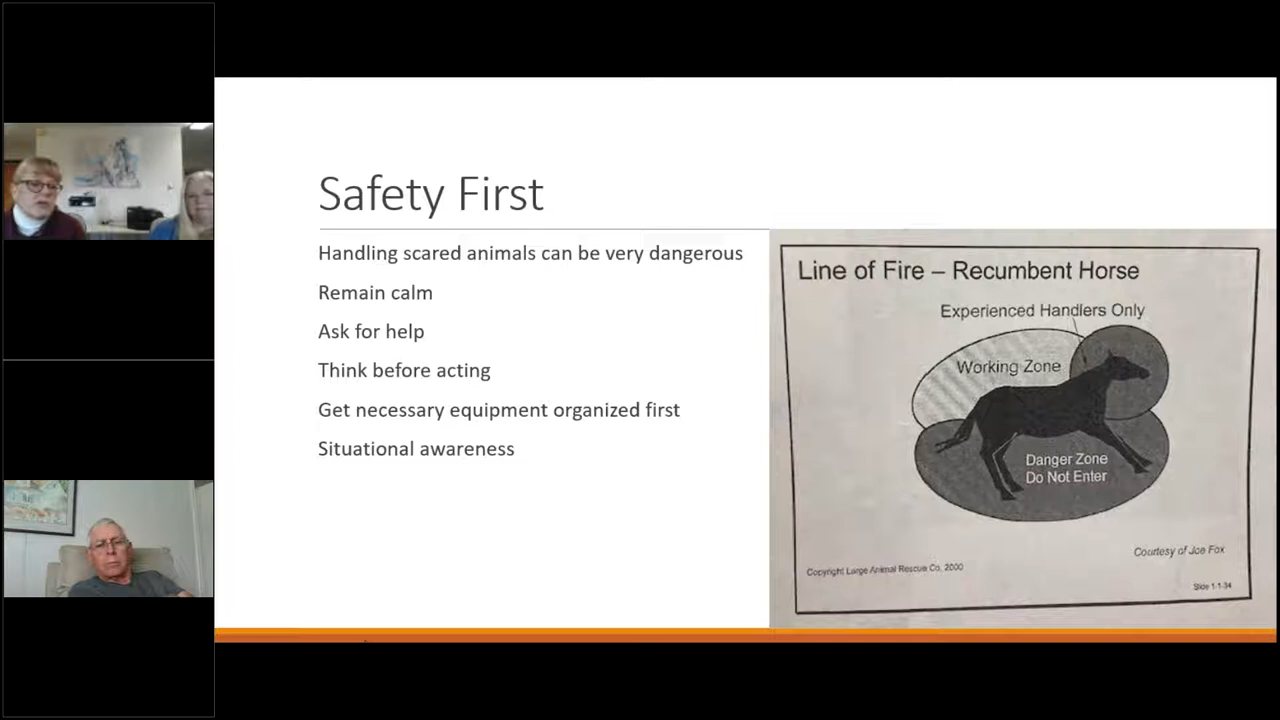 Safety First
Handling scared animals can be very dangerous
Remain calm
Ask for help
Think before acting
Get necessary equipment organized first
Situational awareness
Line of Fire – Recumbent Horse
Experienced Handlers Only
Working Zone
Danger Zone
Do Not Enter
Courtesy of Joe Fox
Copyright Large Animal Rescue Co, 2000
Slide 1-1-34